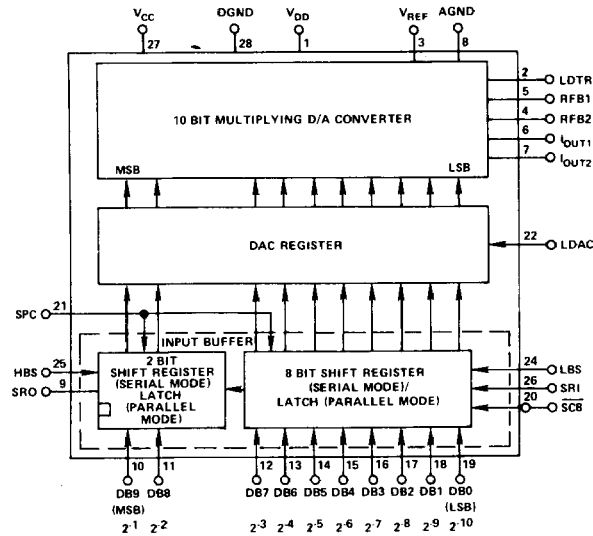 VCC DGND VDD VREF AGND
27 28 1 3 8
10 BIT MULTIPLYING D/A CONVERTER
MSB LSB
2 LDTR
5 RFB1
4 RFB2
6 IOUT1
7 IOUT2
DAC REGISTER
22 LDAC
SPC 21
INPUT BUFFER
HBS 25
SRO 9
2 BIT
SHIFT REGISTER
(SERIAL MODE)
LATCH
(PARALLEL
MODE)
8 BIT SHIFT REGISTER
(SERIAL MODE)/
LATCH (PARALLEL MODE)
24 LBS
26 SRI
20 SCB
10 11 12 13 14 15 16 17 18 19
DB9 DB8 DB7 DB6 DB5 DB4 DB3 DB2 DB1 DB0
(MSB) (LSB)
2-1 2-2 2-3 2-4 2-5 2-6 2-7 2-8 2-9 2-10